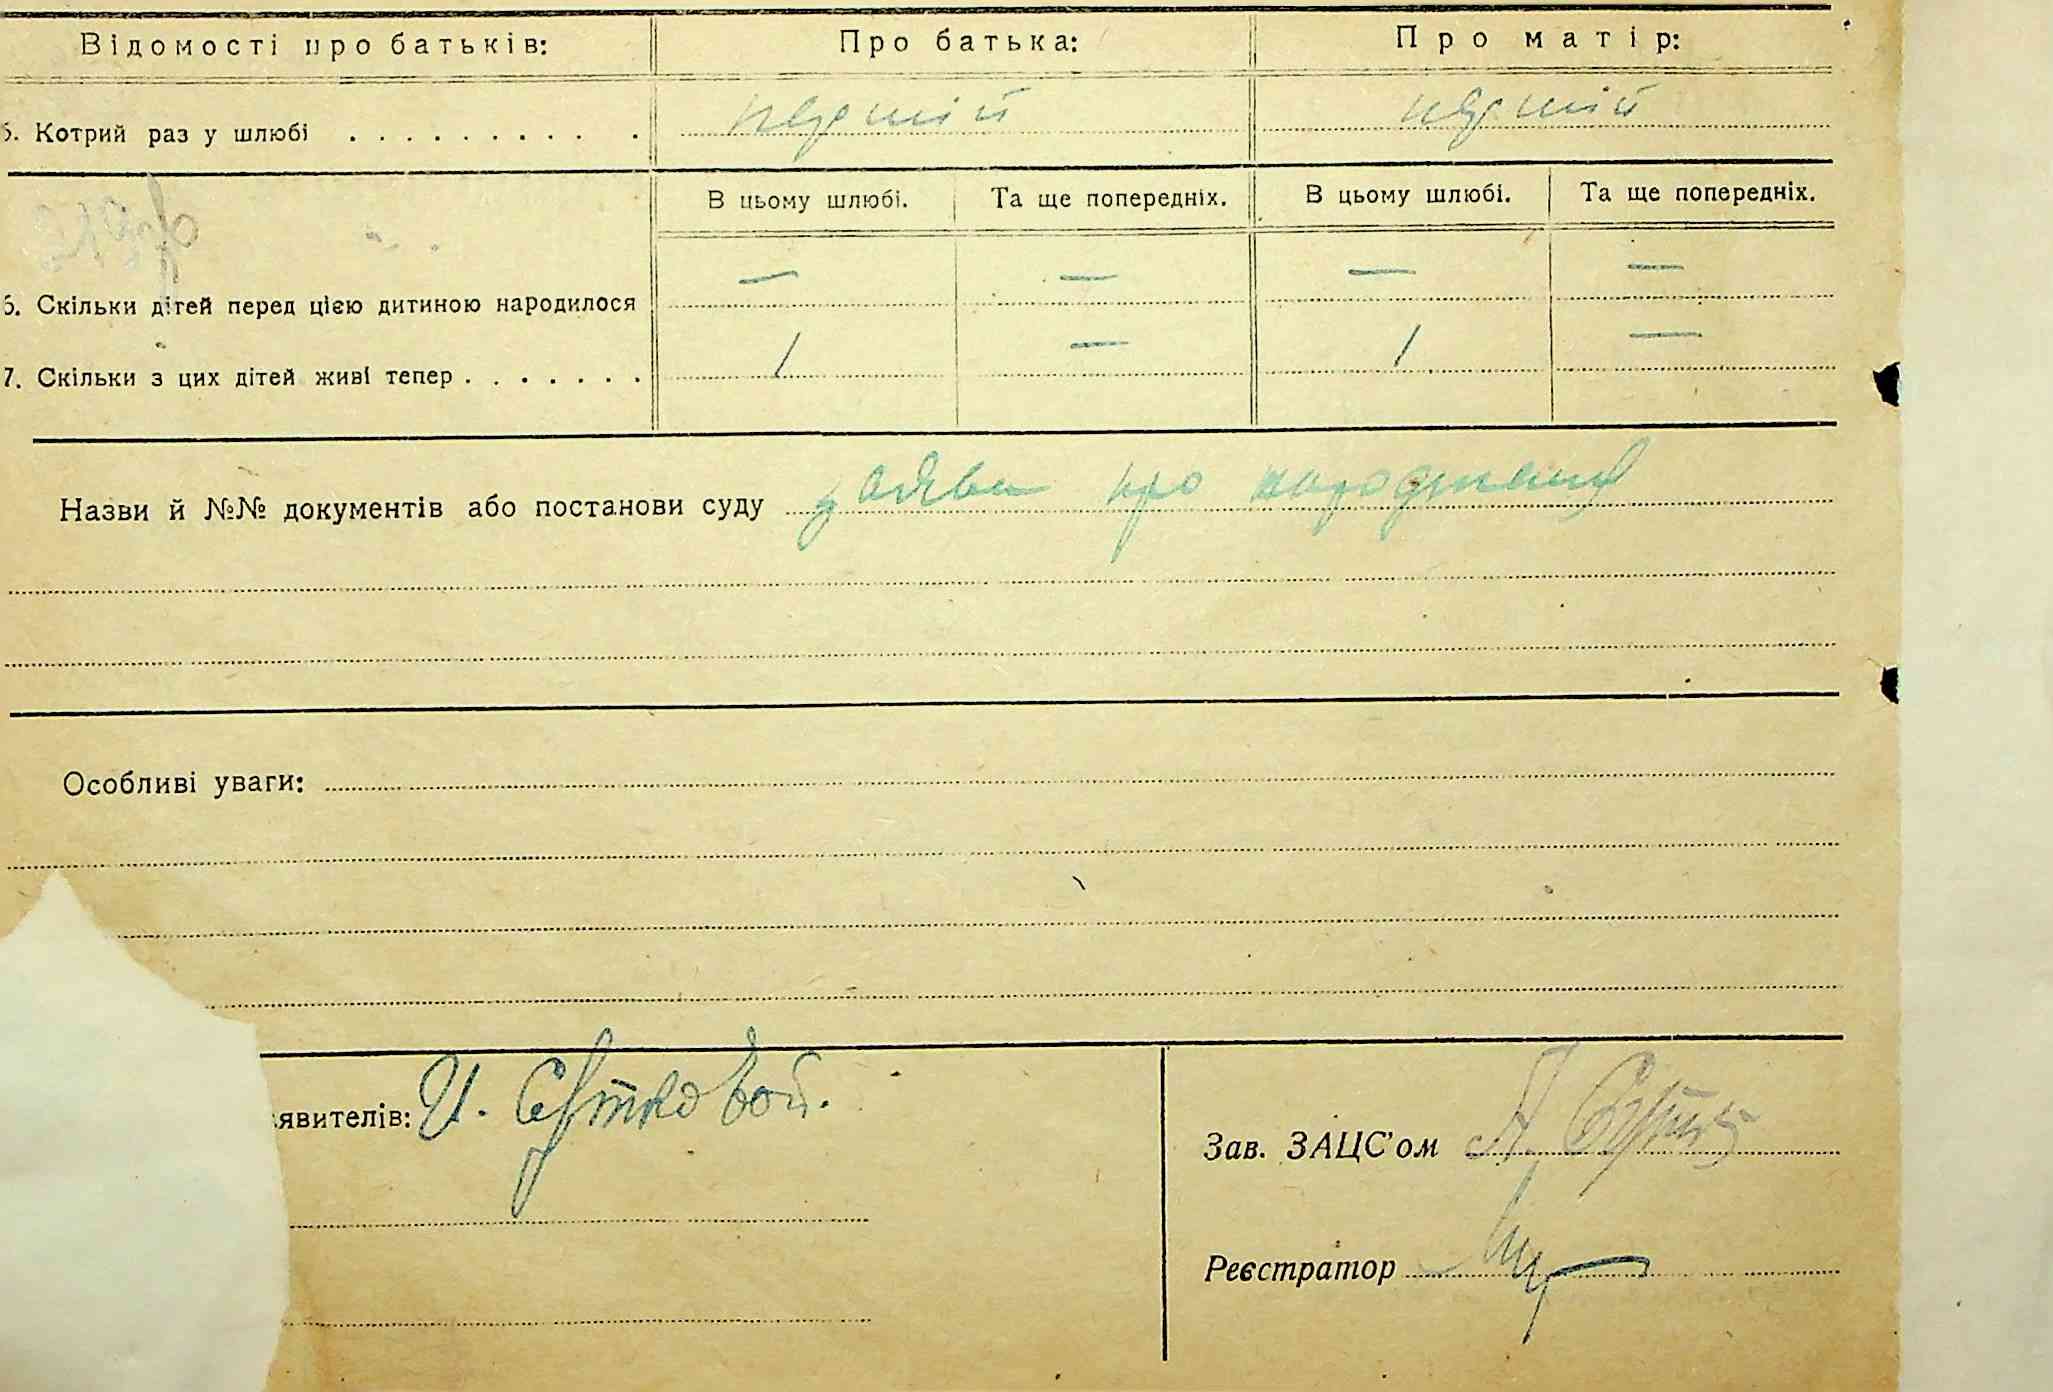 Відомості про батьків: Про батька: Про матір:
5. Котрий раз у шлюбі . . . . . . . . . . перший перший
В цьому шлюбі. Та ще попередніх. В цьому шлюбі. Та ще попередніх.
— — — —
6. Скільки дітей перед цією дитиною народилося
7. Скільки з цих дітей живі тепер . . . . . . . 1 — 1 —
Назви й №№ документів або постанови суду заява про народження
Особливі уваги:
явителів: И.
Зав. ЗАЦС'ом А.
Реєстратор